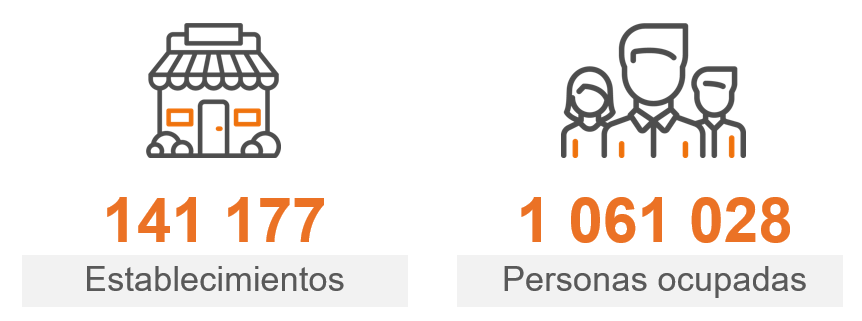 141 177
Establecimientos
1 061 028
Personas ocupadas